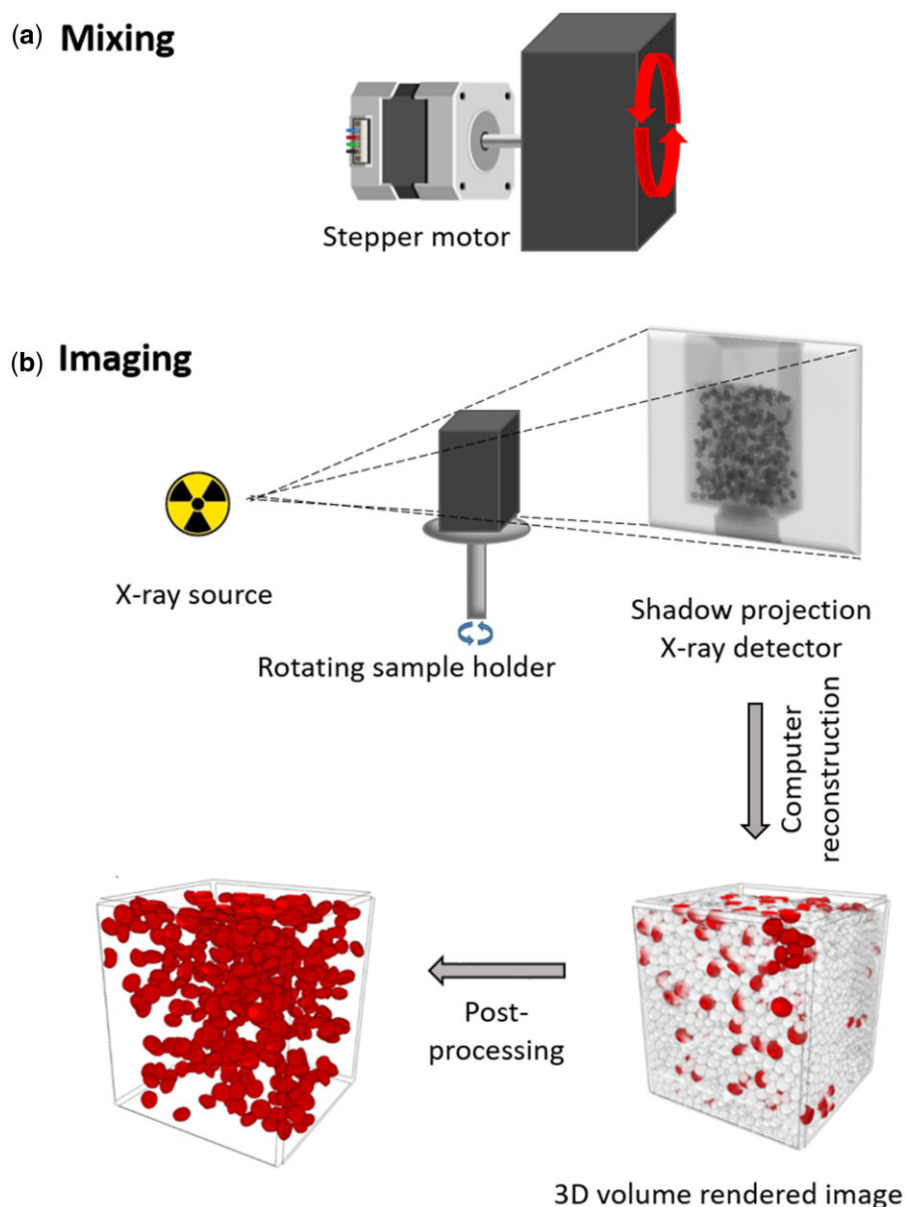 (a) Mixing
Stepper motor
(b) Imaging
X-ray source
Rotating sample holder
Shadow projection
X-ray detector
Computer
reconstruction
Post-
processing
3D volume rendered image